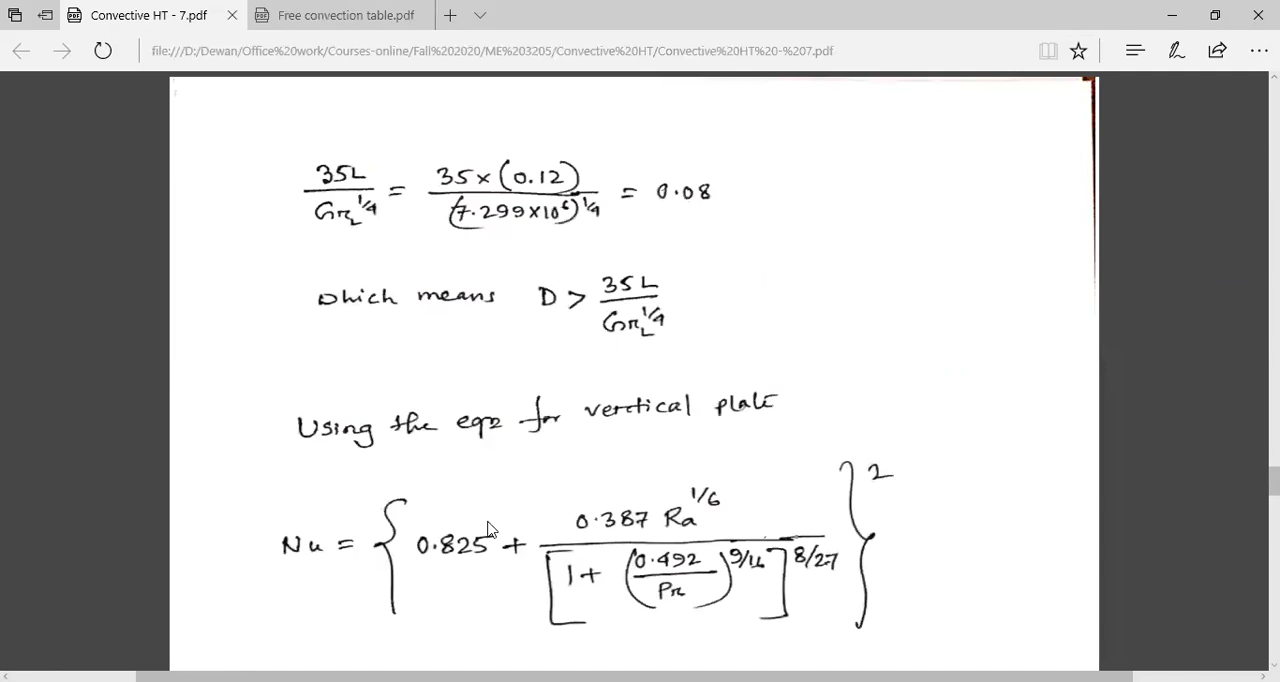 Convective HT - 7.pdf
Free convection table.pdf
file:///D:/Dewan/Office%20work/Courses-online/Fall%202020/ME%203205/Convective%20HT/Convective%20HT%20-%207.pdf
35L / Gr_L^1/4 = 35×(0.12) / (7.299×10^6)^1/4 = 0.08
which means D > 35L / Gr_L^1/4
Using the eqn for vertical plate
Nu = { 0.825 + 0.387 Ra^1/6 / [1 + (0.492 / Pr)^9/16]^8/27 }^2